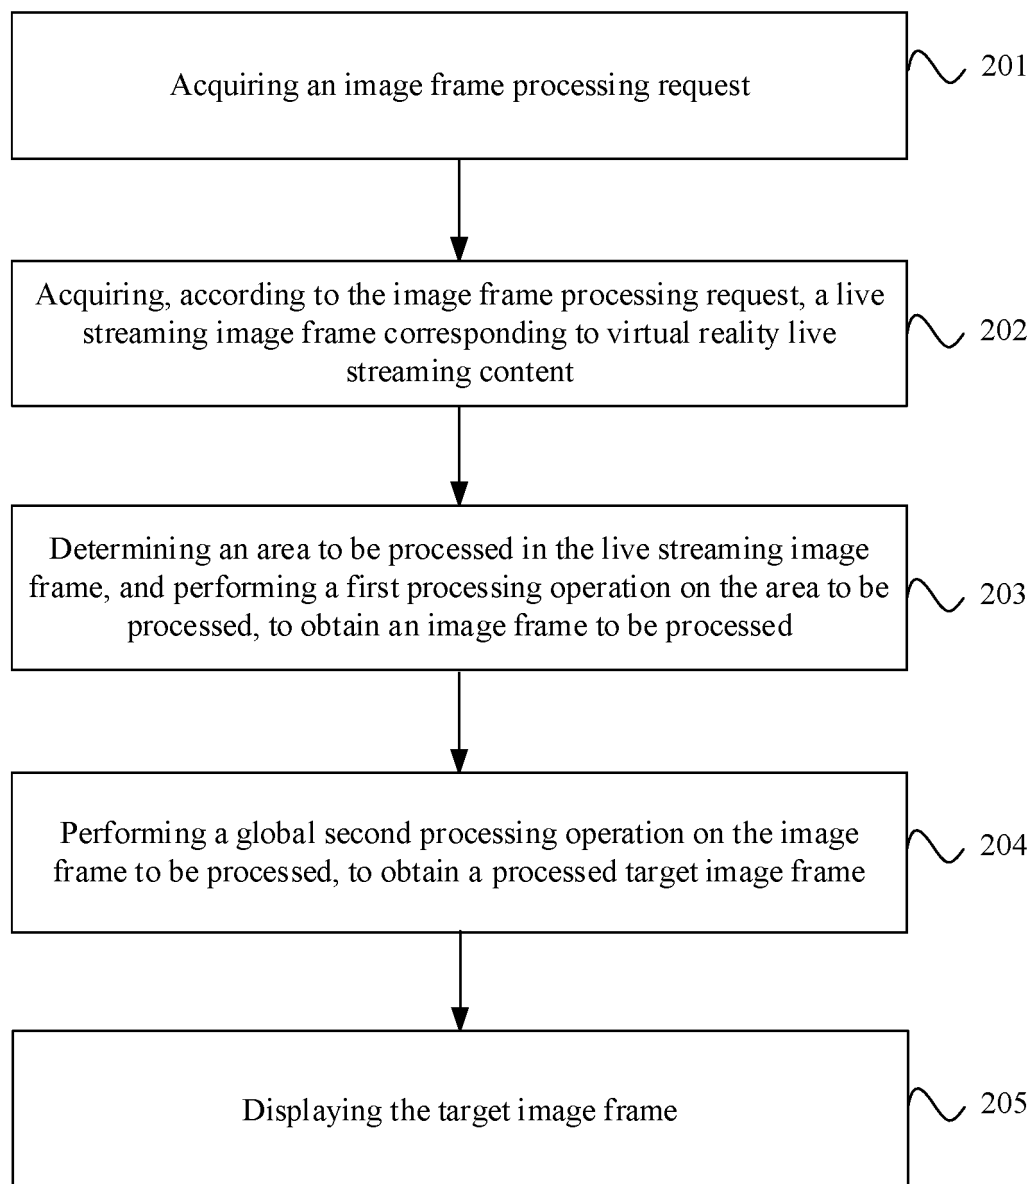 Acquiring an image frame processing request
201
Acquiring, according to the image frame processing request, a live
streaming image frame corresponding to virtual reality live
streaming content
202
Determining an area to be processed in the live streaming image
frame, and performing a first processing operation on the area to be
processed, to obtain an image frame to be processed
203
Performing a global second processing operation on the image
frame to be processed, to obtain a processed target image frame
204
Displaying the target image frame
205